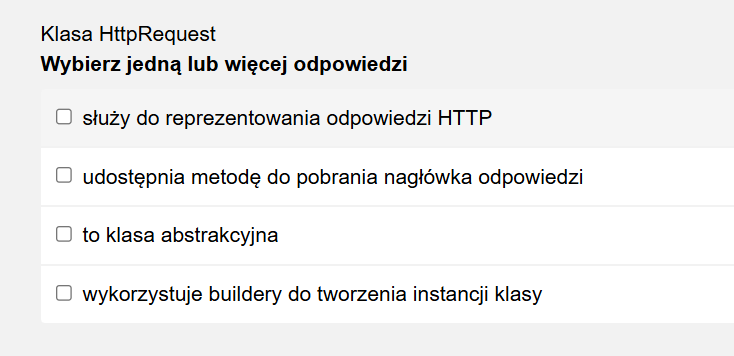 Klasa HttpRequest
Wybierz jedną lub więcej odpowiedzi
służy do reprezentowania odpowiedzi HTTP
udostępnia metodę do pobrania nagłówka odpowiedzi
to klasa abstrakcyjna
wykorzystuje buildery do tworzenia instancji klasy